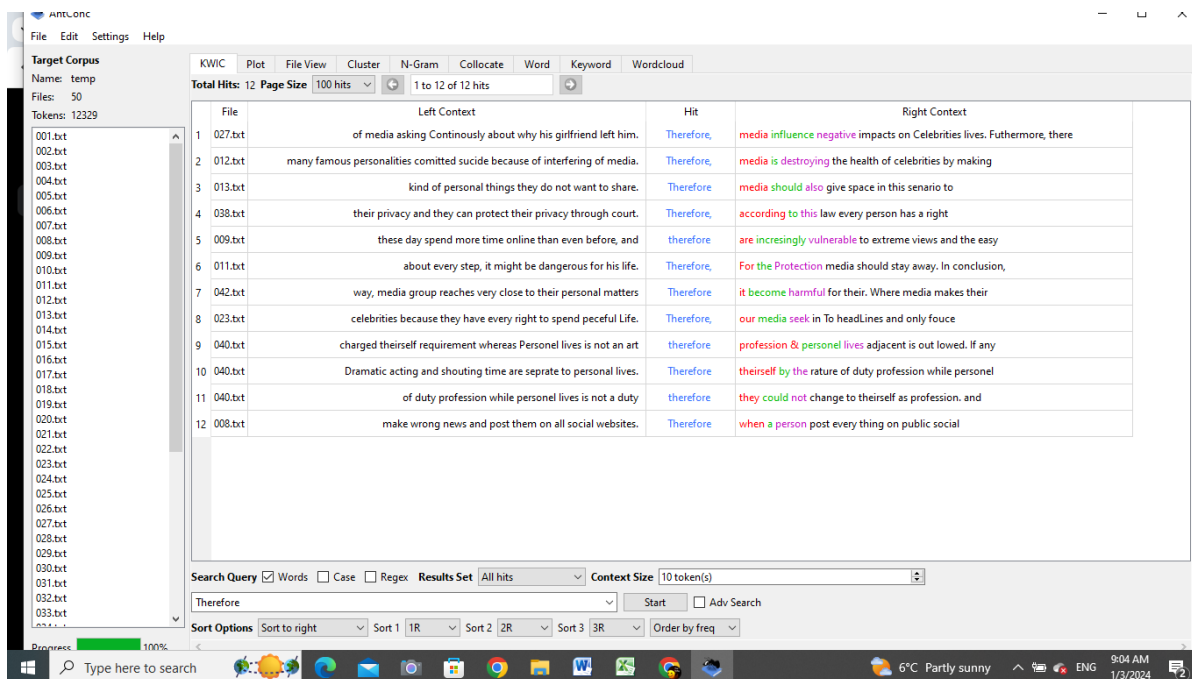 AntConc
File Edit Settings Help
Target Corpus
Name: temp
Files: 50
Tokens: 12329
001.txt
002.txt
003.txt
004.txt
005.txt
006.txt
007.txt
008.txt
009.txt
010.txt
011.txt
012.txt
013.txt
014.txt
015.txt
016.txt
017.txt
018.txt
019.txt
020.txt
021.txt
022.txt
023.txt
024.txt
025.txt
026.txt
027.txt
028.txt
029.txt
030.txt
031.txt
032.txt
033.txt
Progress 100%
KWIC Plot File View Cluster N-Gram Collocate Word Keyword Wordcloud
Total Hits: 12 Page Size 100 hits 1 to 12 of 12 hits
File Left Context Hit Right Context
1 027.txt of media asking Continously about why his girlfriend left him. Therefore, media influence negative impacts on Celebrities lives. Futhermore, there
2 012.txt many famous personalities comitted sucide because of interfering of media. Therefore, media is destroying the health of celebrities by making
3 013.txt kind of personal things they do not want to share. Therefore media should also give space in this senario to
4 038.txt their privacy and they can protect their privacy through court. Therefore, according to this law every person has a right
5 009.txt these day spend more time online than even before, and therefore are incresingly vulnerable to extreme views and the easy
6 011.txt about every step, it might be dangerous for his life. Therefore, For the Protection media should stay away. In conclusion,
7 042.txt way, media group reaches very close to their personal matters Therefore it become harmful for their. Where media makes their
8 023.txt celebrities because they have every right to spend peceful Life. Therefore, our media seek in To headLines and only fouce
9 040.txt charged theirself requirement whereas Personel lives is not an art therefore profession & personel lives adjacent is out lowed. If any
10 040.txt Dramatic acting and shouting time are seprate to personal lives. Therefore theirself by the rature of duty profession while personel
11 040.txt of duty profession while personel lives is not a duty therefore they could not change to theirself as profession. and
12 008.txt make wrong news and post them on all social websites. Therefore when a person post every thing on public social
Search Query Words Case Regex Results Set All hits Context Size 10 token(s)
Therefore Start Adv Search
Sort Options Sort to right Sort 1 1R Sort 2 2R Sort 3 3R Order by freq
Type here to search 6°C Partly sunny ENG 9:04 AM
1/3/2024 2